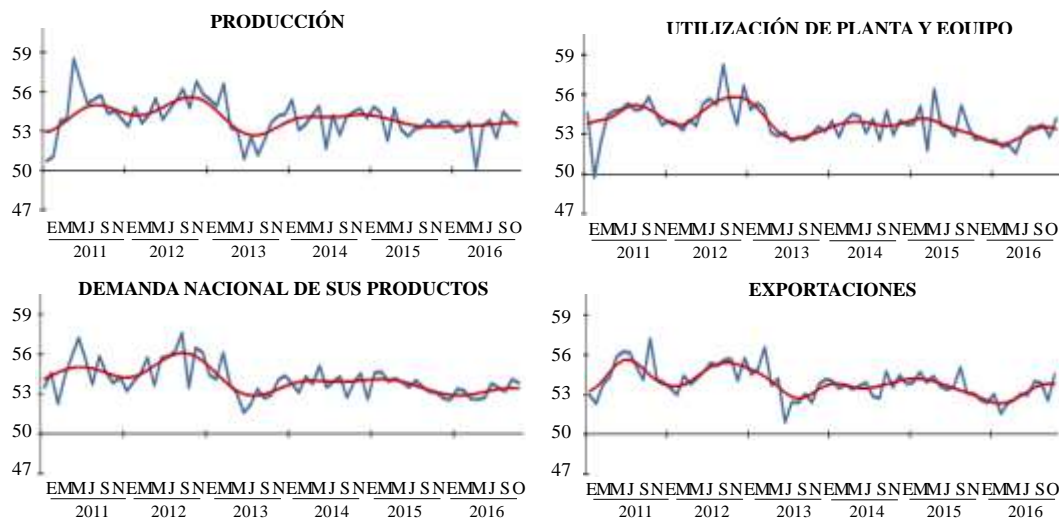 PRODUCCIÓN
59
56
53
50
47
EMMJ SNEMMJ SNEMMJ SNEMMJ SNEMMJ SNEMMJ SO
2011 2012 2013 2014 2015 2016
UTILIZACIÓN DE PLANTA Y EQUIPO
59
56
53
50
47
EMMJ SNEMMJ SNEMMJ SNEMMJ SNEMMJ SNEMMJ SO
2011 2012 2013 2014 2015 2016
DEMANDA NACIONAL DE SUS PRODUCTOS
59
56
53
50
47
EMMJ SNEMMJ SNEMMJ SNEMMJ SNEMMJ SNEMMJ SO
2011 2012 2013 2014 2015 2016
EXPORTACIONES
59
56
53
50
47
EMMJ SNEMMJ SNEMMJ SNEMMJ SNEMMJ SNEMMJ SO
2011 2012 2013 2014 2015 2016